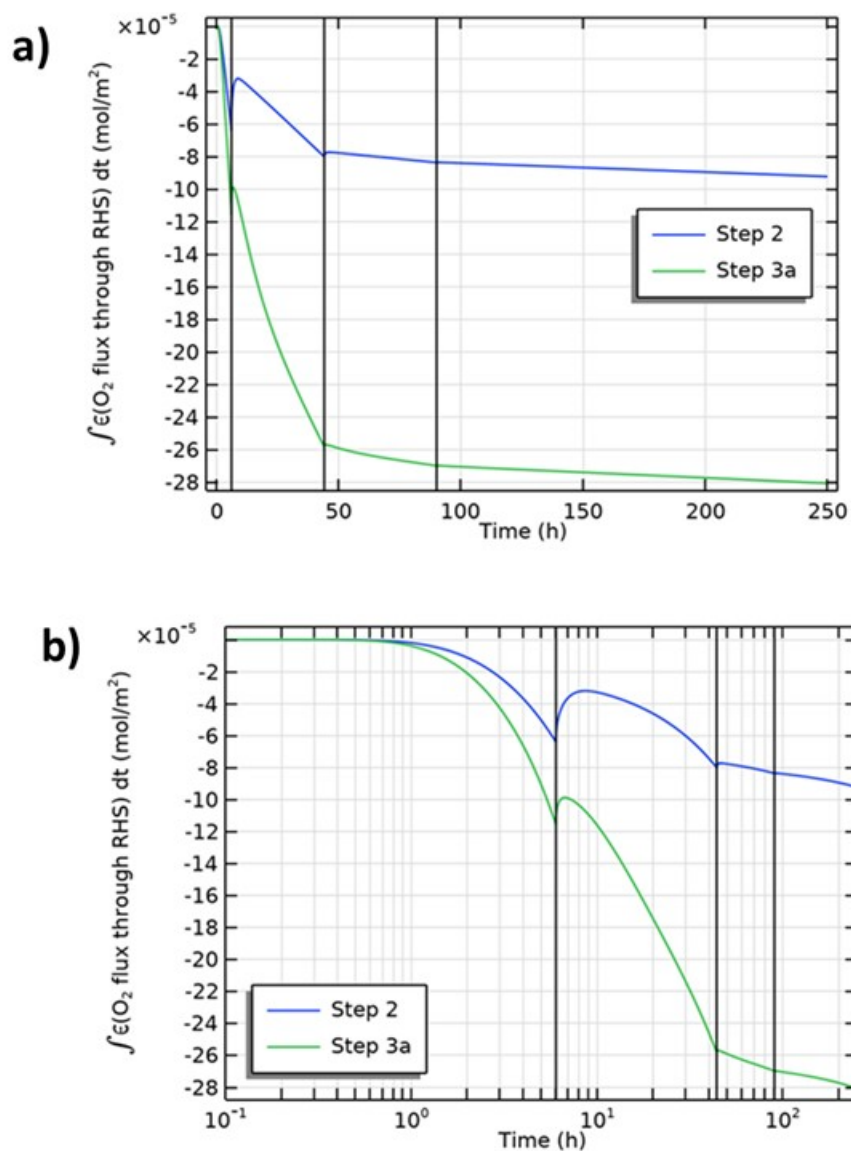 a)
×10⁻⁵
-2
-4
-6
-8
-10
-12
-14
-16
-18
-20
-22
-24
-26
-28
∫ϵ(O₂ flux through RHS) dt (mol/m²)
Step 2
Step 3a
0 50 100 150 200 250
Time (h)
b)
×10⁻⁵
-2
-4
-6
-8
-10
-12
-14
-16
-18
-20
-22
-24
-26
-28
∫ϵ(O₂ flux through RHS) dt (mol/m²)
Step 2
Step 3a
10⁻¹ 10⁰ 10¹ 10²
Time (h)